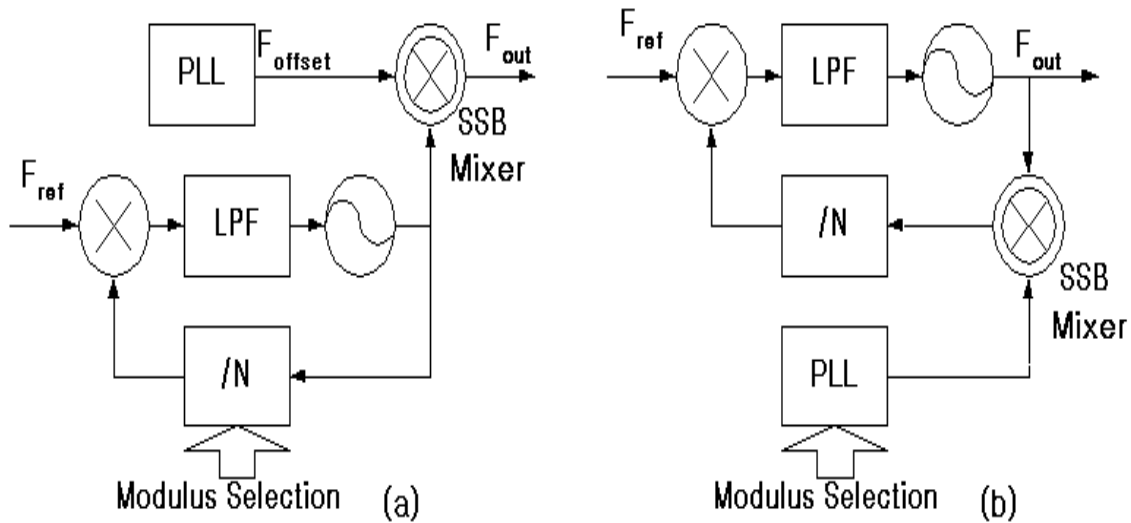 PLL
F_offset
F_out
SSB
Mixer
F_ref
LPF
/N
Modulus Selection
(a)
F_ref
LPF
F_out
/N
SSB
Mixer
PLL
Modulus Selection
(b)